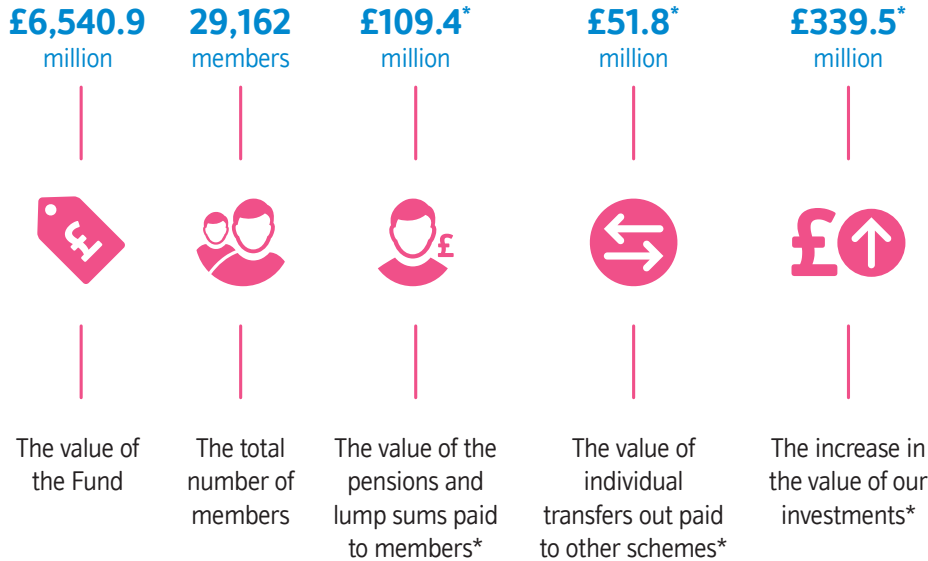 £6,540.9
million
29,162
members
£109.4*
million
£51.8*
million
£339.5*
million
£
£
£
The value of
the Fund
The total
number of
members
The value of the
pensions and
lump sums paid
to members*
The value of
individual
transfers out paid
to other schemes*
The increase in
the value of our
investments*